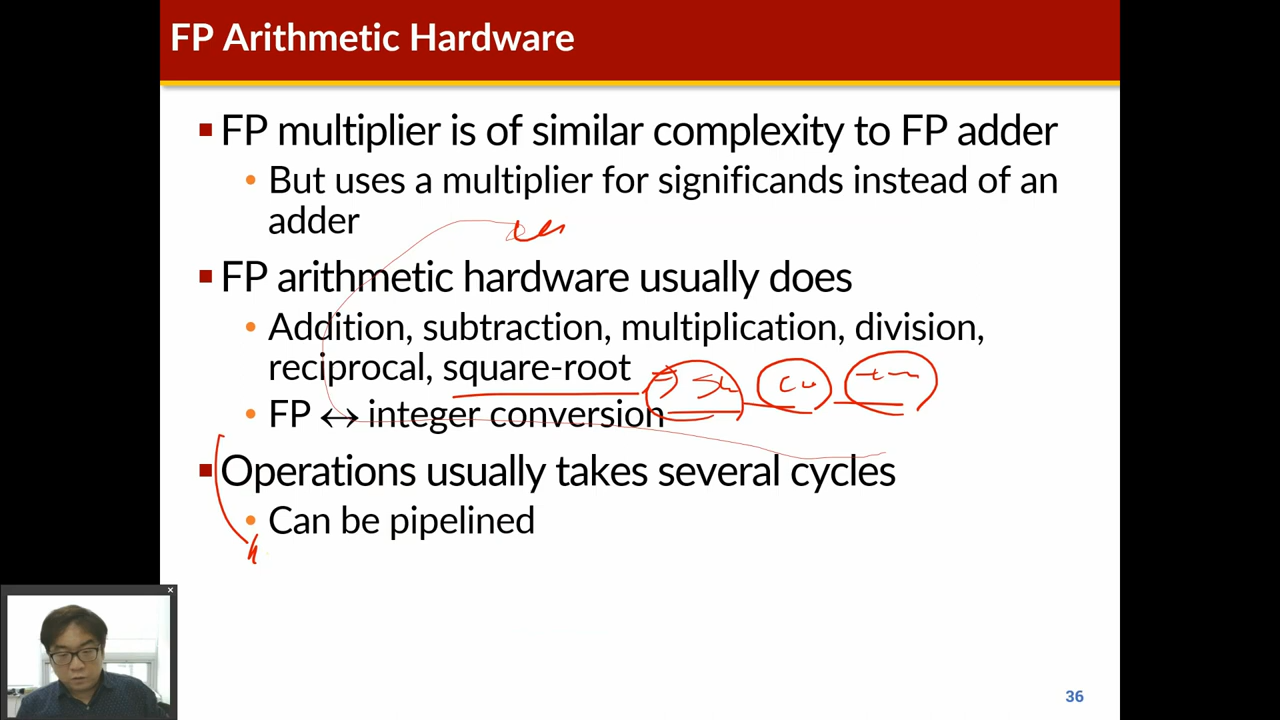 FP Arithmetic Hardware
▪ FP multiplier is of similar complexity to FP adder
• But uses a multiplier for significands instead of an
adder
▪ FP arithmetic hardware usually does
• Addition, subtraction, multiplication, division,
reciprocal, square-root
• FP ↔ integer conversion
▪ Operations usually takes several cycles
• Can be pipelined
36